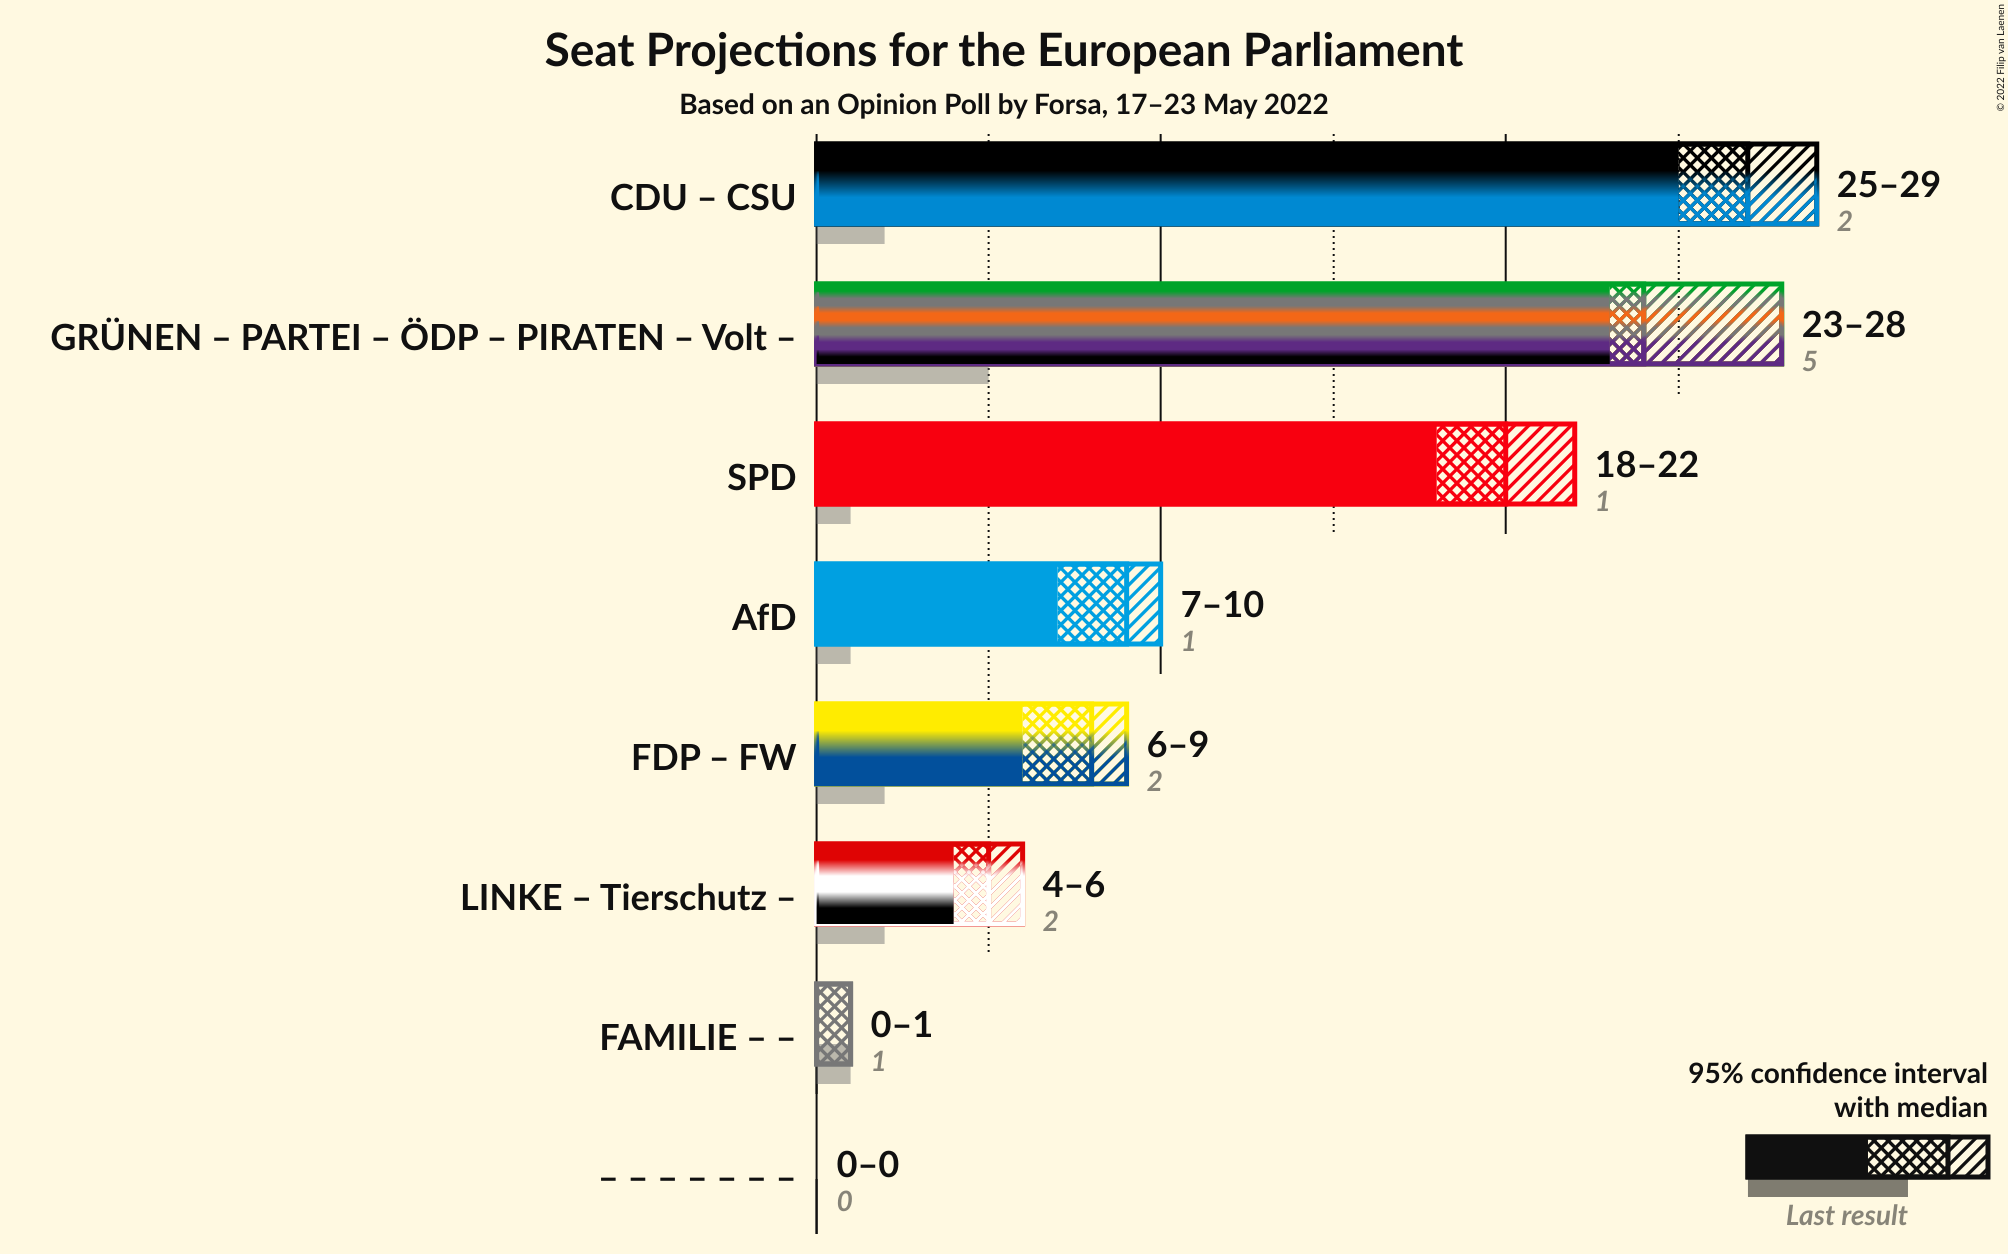 Seat Projections for the European Parliament
Based on an Opinion Poll by Forsa, 17–23 May 2022
© 2022 Filip van Laenen
CDU – CSU
25–29
2
GRÜNEN – PARTEI – ÖDP – PIRATEN – Volt –
23–28
5
SPD
18–22
1
AfD
7–10
1
FDP – FW
6–9
2
LINKE – Tierschutz –
4–6
2
FAMILIE – –
0–1
1
– – – – – – –
0–0
0
95% confidence interval
with median
Last result